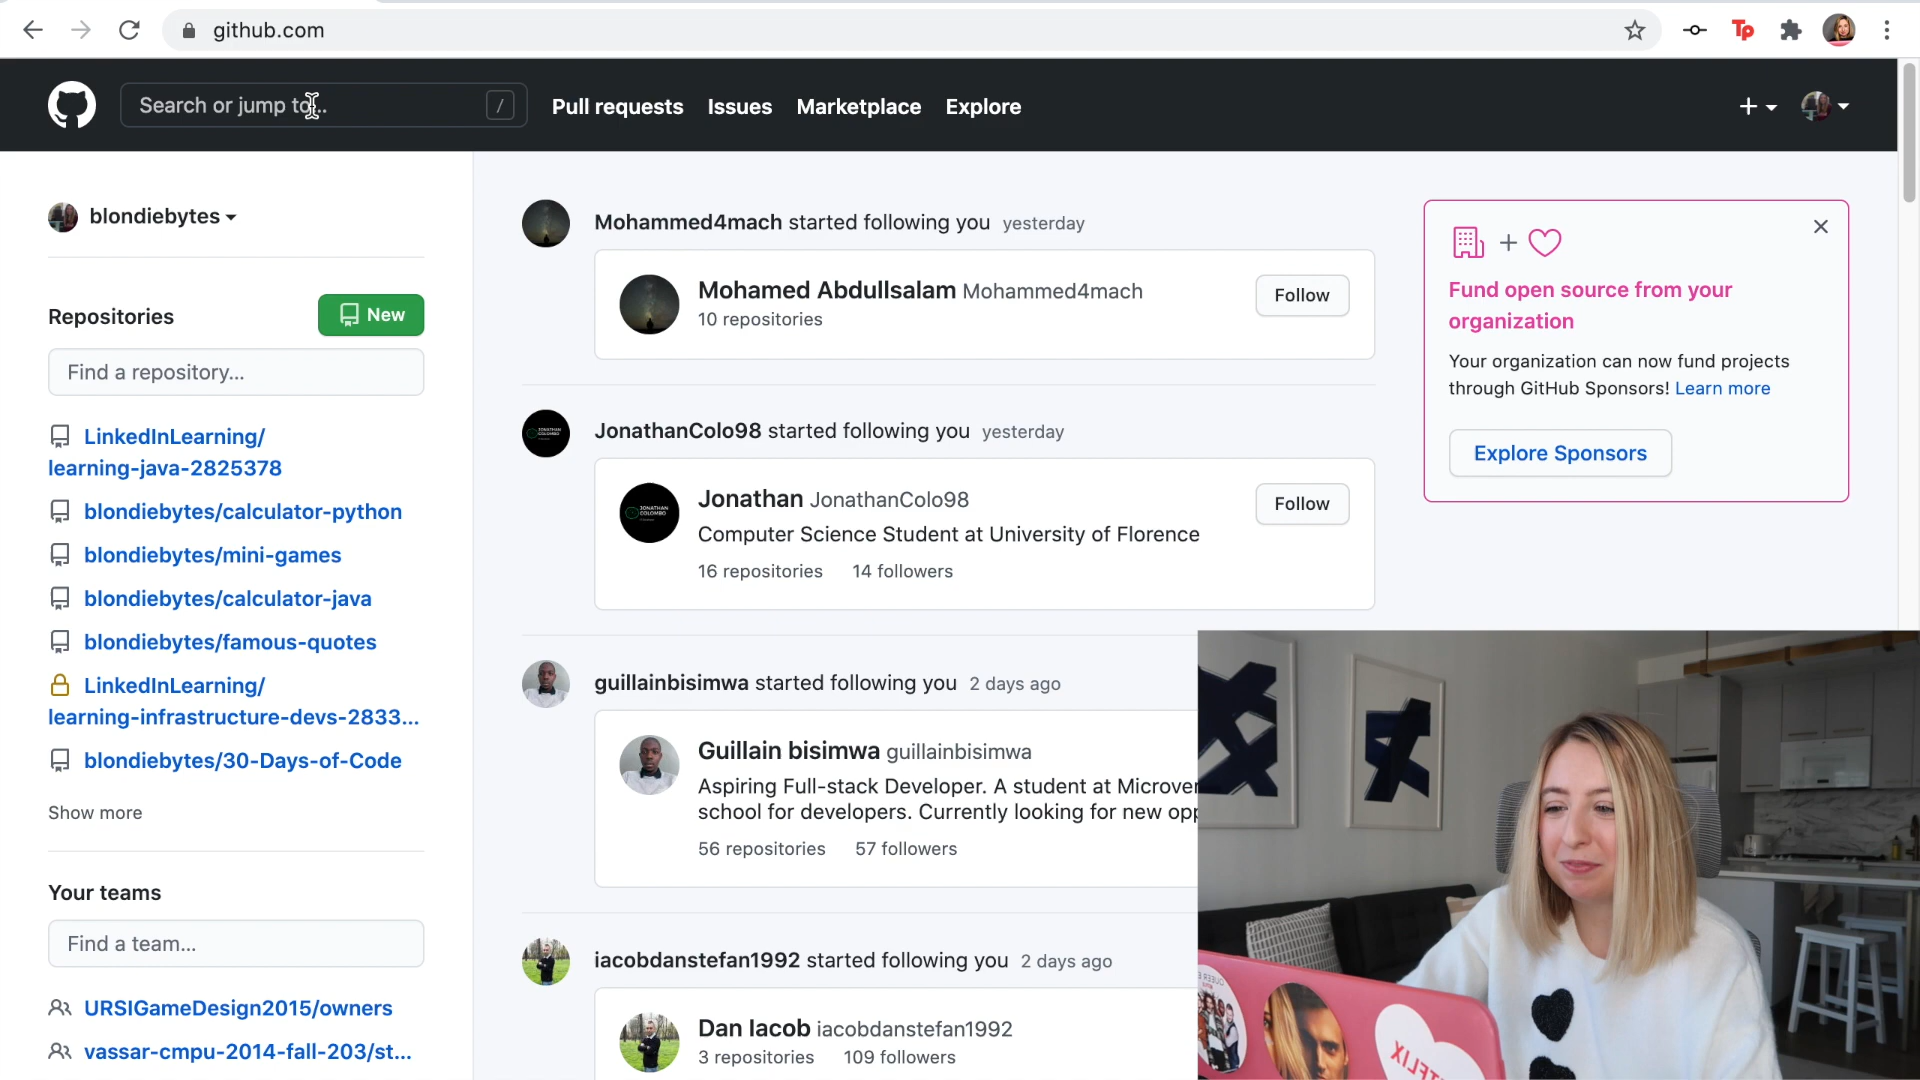 github.com
Tp
Search or jump to...
/
Pull requests Issues Marketplace Explore
blondiebytes
Repositories
New
Find a repository...
LinkedInLearning/
learning-java-2825378
blondiebytes/calculator-python
blondiebytes/mini-games
blondiebytes/calculator-java
blondiebytes/famous-quotes
LinkedInLearning/
learning-infrastructure-devs-2833...
blondiebytes/30-Days-of-Code
Show more
Your teams
Find a team...
URSIGameDesign2015/owners
vassar-cmpu-2014-fall-203/st...
Mohammed4mach started following you yesterday
Mohamed Abdullsalam Mohammed4mach
10 repositories
Follow
JonathanColo98 started following you yesterday
JONATHAN
COLOMBO
Jonathan JonathanColo98
Computer Science Student at University of Florence
16 repositories 14 followers
Follow
guillainbisimwa started following you 2 days ago
Guillain bisimwa guillainbisimwa
Aspiring Full-stack Developer. A student at Microver
school for developers. Currently looking for new opp
56 repositories 57 followers
iacobdanstefan1992 started following you 2 days ago
Dan Iacob iacobdanstefan1992
3 repositories 109 followers
+
Fund open source from your
organization
Your organization can now fund projects
through GitHub Sponsors! Learn more
Explore Sponsors